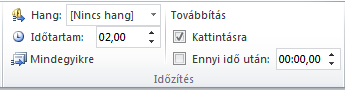 Hang: [Nincs hang]
Időtartam: 02,00
Mindegyikre
Továbbítás
Kattintásra
Ennyi idő után: 00:00,00
Időzítés